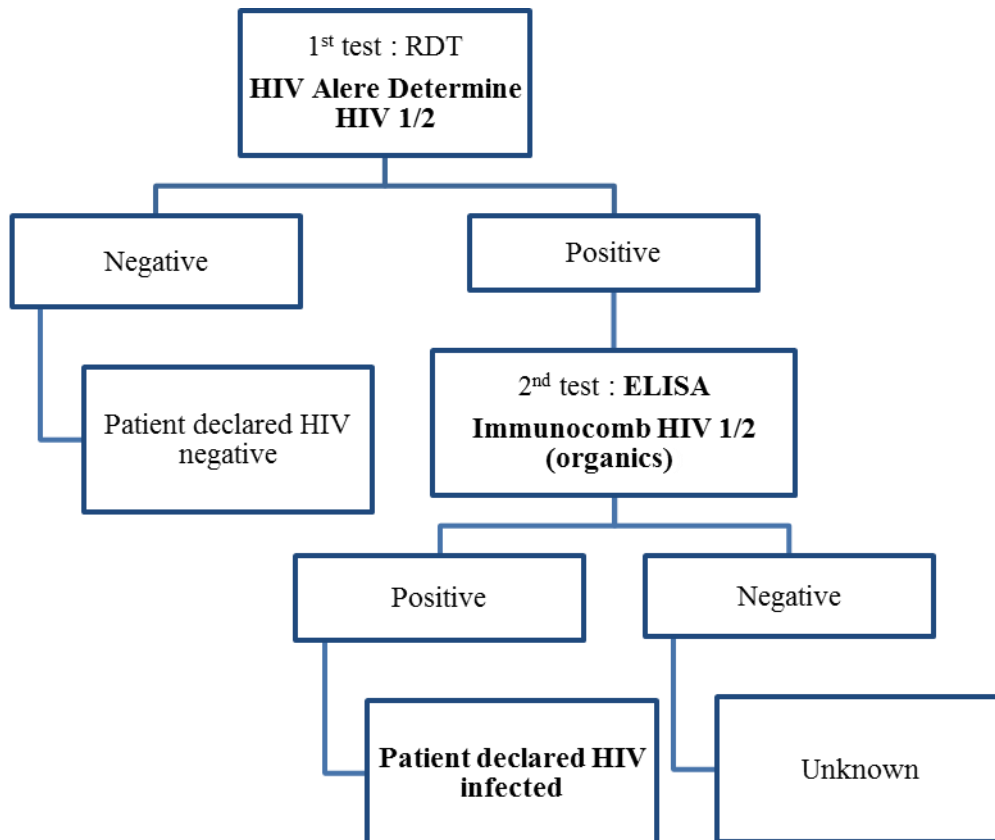 1st test : RDT
HIV Alere Determine
HIV 1/2
Negative
Positive
Patient declared HIV
negative
2nd test : ELISA
Immunocomb HIV 1/2
(organics)
Positive
Negative
Patient declared HIV
infected
Unknown